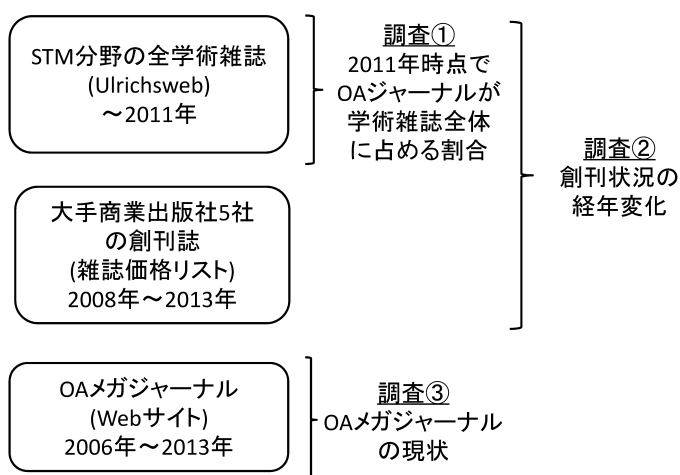 STM分野の全学術雑誌
(Ulrichsweb)
～2011年
調査①
2011年時点で
OAジャーナルが
学術雑誌全体
に占める割合
調査②
創刊状況の
経年変化
大手商業出版社5社
の創刊誌
(雑誌価格リスト)
2008年～2013年
OAメガジャーナル
(Webサイト)
2006年～2013年
調査③
OAメガジャーナル
の現状